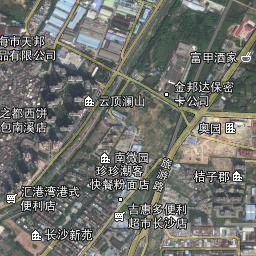 海市天邦
品有限公司
富甲酒家
云顶澜山
金邦达保密
卡公司
之都西饼
包南溪店
奥园
南微园
珍珍潮客
快餐粉面店
旅游路
桔子郡
汇港湾港式
便利店
吉惠多便利
超市长沙店
长沙新苑